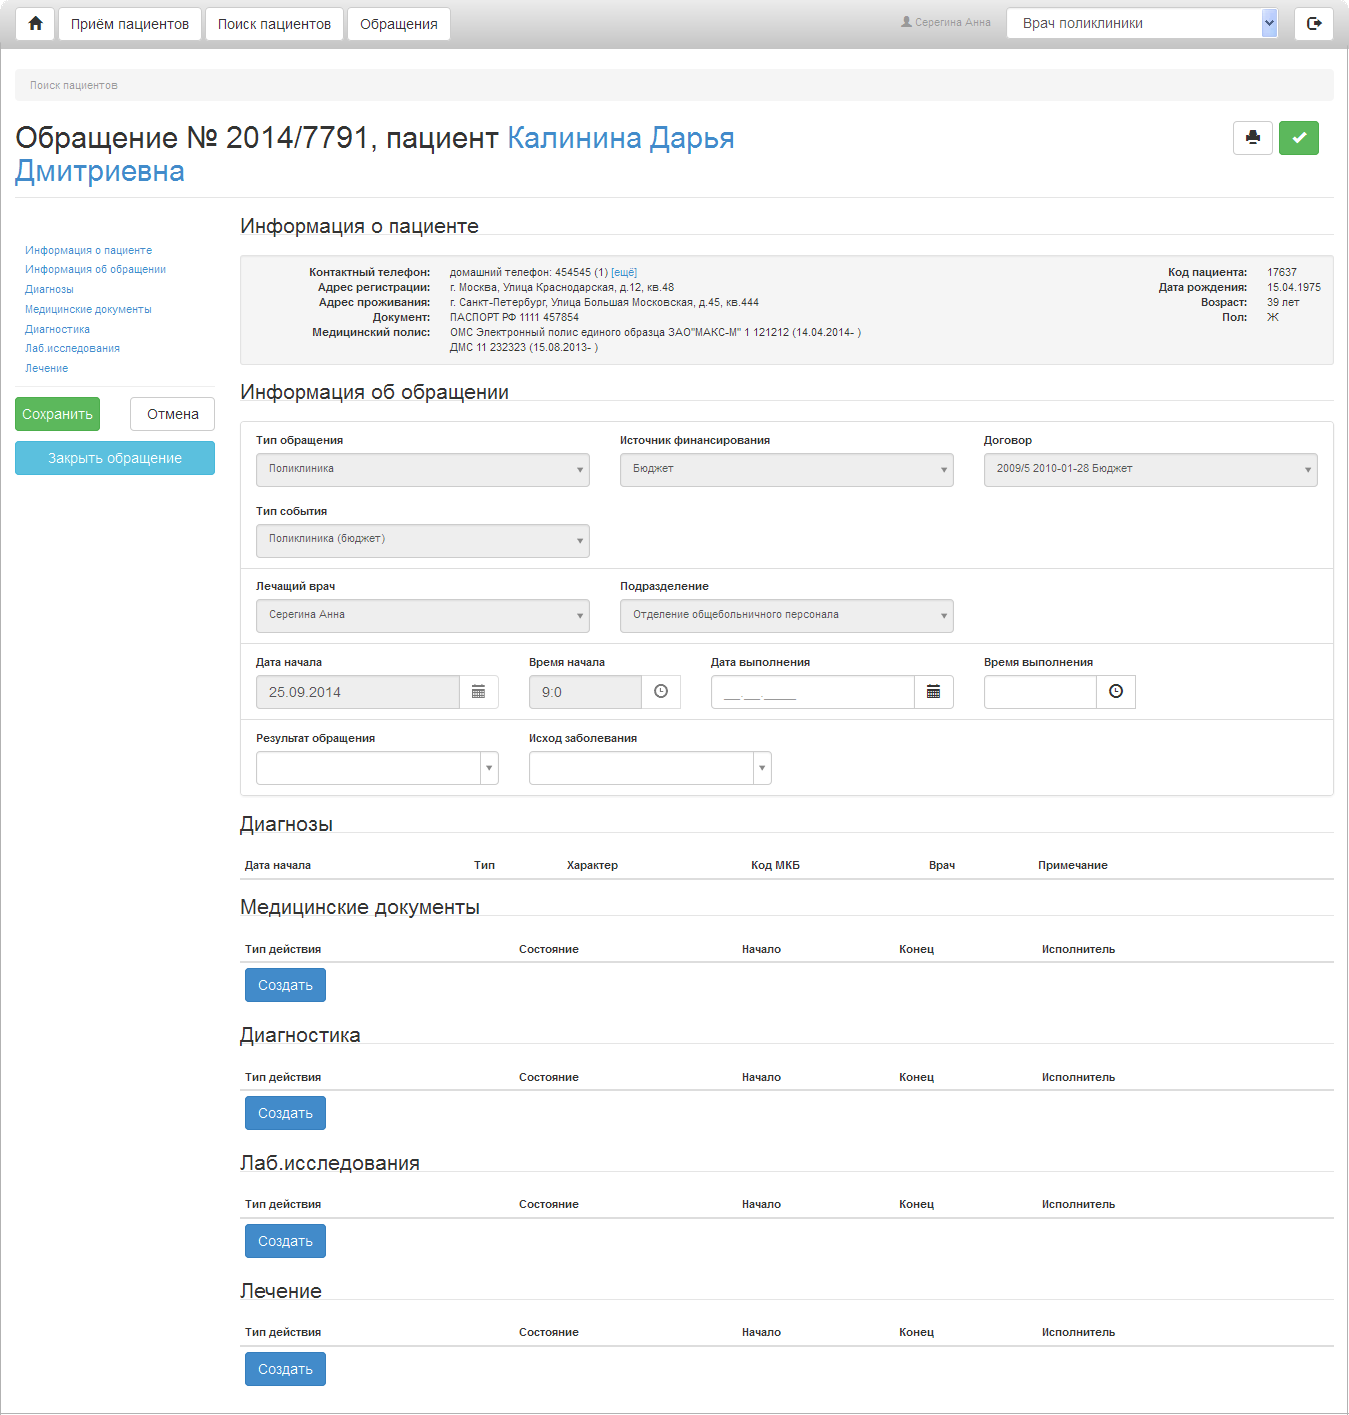 Приём пациентов Поиск пациентов Обращения Серегина Анна Врач поликлиники
Поиск пациентов
Обращение № 2014/7791, пациент Калинина Дарья
Дмитриевна
Информация о пациенте
Информация об обращении
Диагнозы
Медицинские документы
Диагностика
Лаб.исследования
Лечение
Сохранить Отмена
Закрыть обращение
Информация о пациенте
Контактный телефон: домашний телефон: 454545 (1) [ещё] Код пациента: 17637
Адрес регистрации: г. Москва, Улица Краснодарская, д.12, кв.48 Дата рождения: 15.04.1975
Адрес проживания: г. Санкт-Петербург, Улица Большая Московская, д.45, кв.444 Возраст: 39 лет
Документ: ПАСПОРТ РФ 1111 457854 Пол: Ж
Медицинский полис: ОМС Электронный полис единого образца ЗАО"МАКС-М" 1 121212 (14.04.2014- )
ДМС 11 232323 (15.08.2013- )
Информация об обращении
Тип обращения Источник финансирования Договор
Поликлиника Бюджет 2009/5 2010-01-28 Бюджет
Тип события
Поликлиника (бюджет)
Лечащий врач Подразделение
Серегина Анна Отделение общебольничного персонала
Дата начала Время начала Дата выполнения Время выполнения
25.09.2014 9:0 __.__.____
Результат обращения Исход заболевания
Диагнозы
Дата начала Тип Характер Код МКБ Врач Примечание
Медицинские документы
Тип действия Состояние Начало Конец Исполнитель
Создать
Диагностика
Тип действия Состояние Начало Конец Исполнитель
Создать
Лаб.исследования
Тип действия Состояние Начало Конец Исполнитель
Создать
Лечение
Тип действия Состояние Начало Конец Исполнитель
Создать